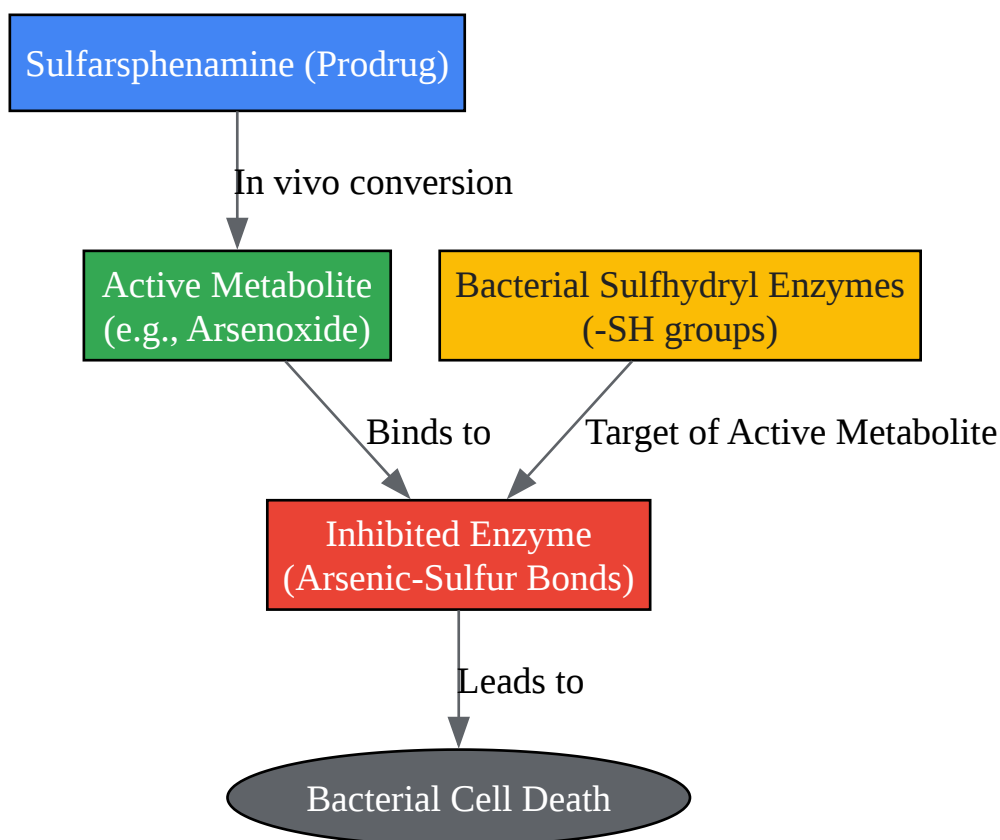 Sulfarsphenamine (Prodrug)
In vivo conversion
Active Metabolite
(e.g., Arsenoxide)
Bacterial Sulfhydryl Enzymes
(-SH groups)
Binds to
Target of Active Metabolite
Inhibited Enzyme
(Arsenic-Sulfur Bonds)
Leads to
Bacterial Cell Death